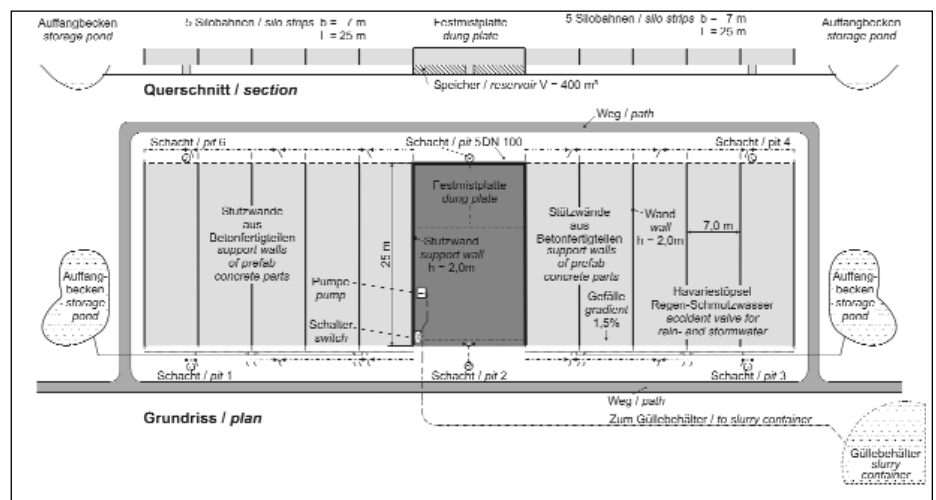 Auffangbecken
storage pond
5 Silobahnen / silo strips b = 7 m
l = 25 m
Festmistplatte
dung plate
5 Silobahnen / silo strips b = 7 m
l = 25 m
Auffangbecken
storage pond
Querschnitt / section
Speicher / reservoir V = 400 m³
Weg / path
Schacht / pit 6
Schacht / pit 5
DN 100
Schacht / pit 4
Festmistplatte
dung plate
Stutzwände
aus
Betonfertigteilen
support walls
of prefab
concrete parts
25 m
Stutzwand
support wall
h = 2,0m
Stützwände
aus
Betonfertigteilen
support walls
of prefab
concrete parts
Wand
wall
h = 2,0m
7,0 m
Auffang-
becken
storage
pond
Pumpe
pump
Schalter
switch
Gefälle
gradient
1,5%
Havariestöpsel
Regen-Schmutzwasser
accident valve for
rain- and stormwater
Auffang-
becken
storage
pond
Schacht / pit 1
Schacht / pit 2
Schacht / pit 3
Weg / path
Grundriss / plan
Zum Güllebehälter / to slurry container
Güllebehälter
slurry
container